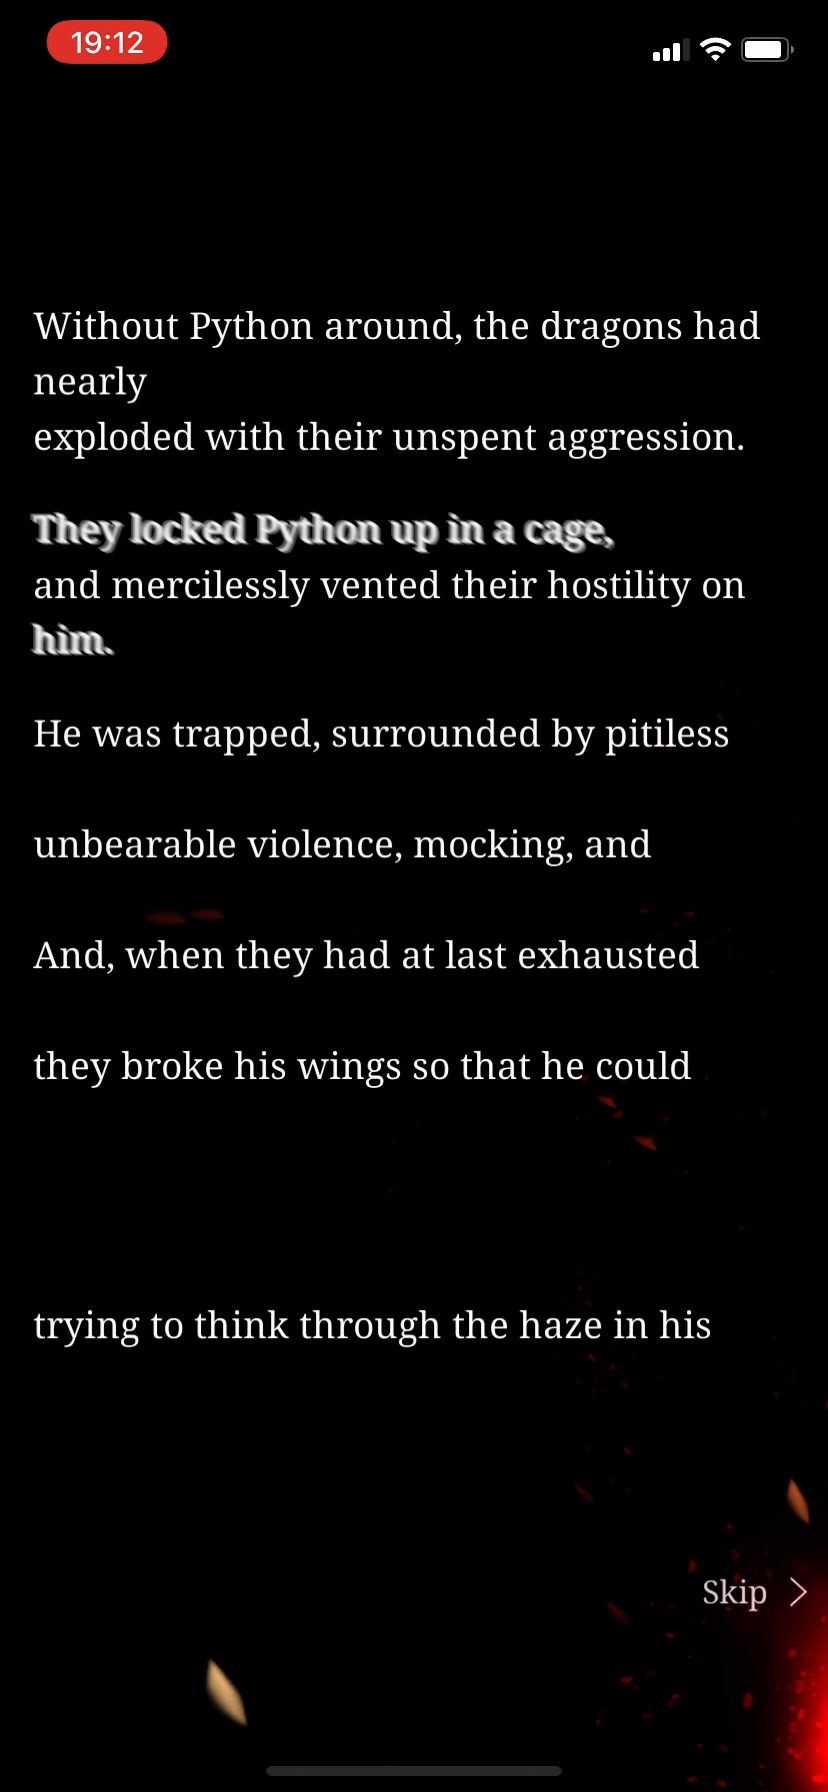 19:12
Without Python around, the dragons had
nearly
exploded with their unspent aggression.
They locked Python up in a cage,
and mercilessly vented their hostility on
him.
He was trapped, surrounded by pitiless
unbearable violence, mocking, and
And, when they had at last exhausted
they broke his wings so that he could
trying to think through the haze in his
Skip